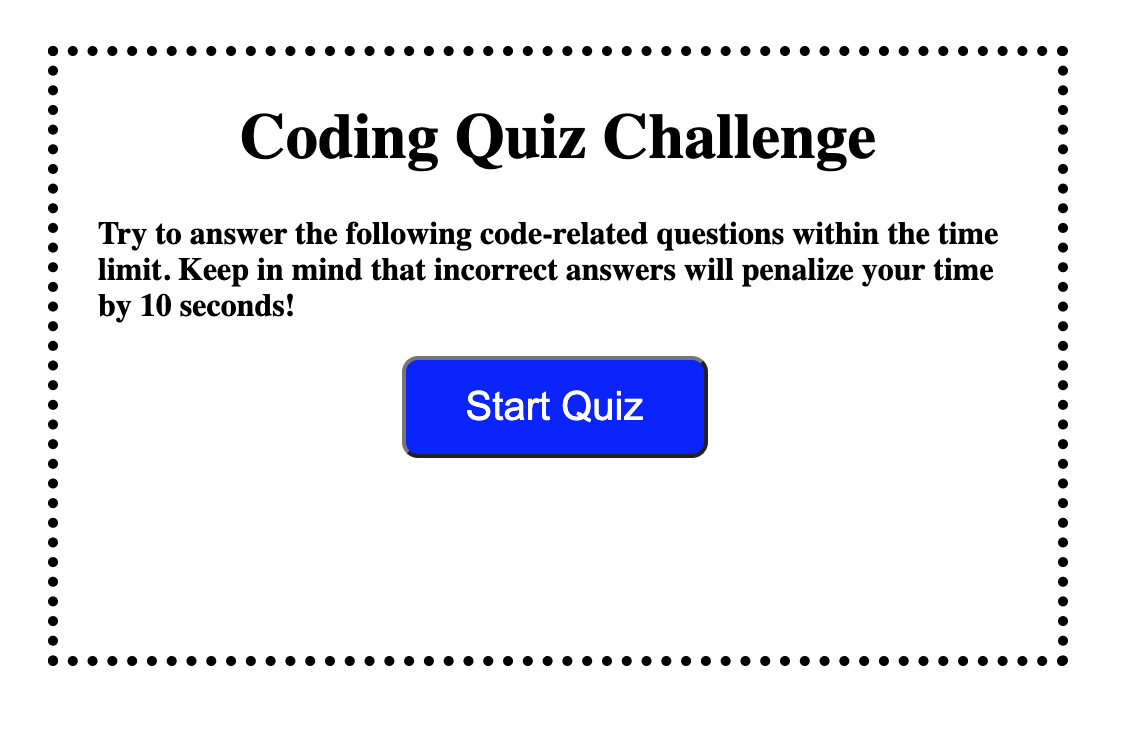 Coding Quiz Challenge
Try to answer the following code-related questions within the time
limit. Keep in mind that incorrect answers will penalize your time
by 10 seconds!
Start Quiz